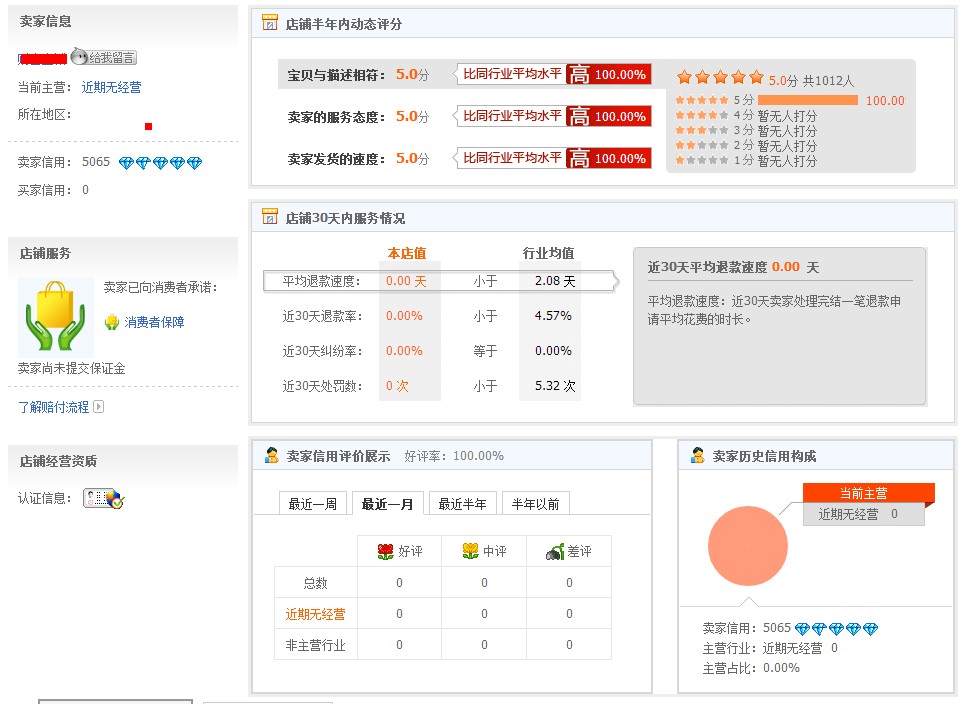 卖家信息
给我留言
当前主营： 近期无经营
所在地区：
卖家信用： 5065
买家信用： 0
店铺服务
卖家已向消费者承诺：
消费者保障
卖家尚未提交保证金
了解赔付流程
店铺经营资质
认证信息：
店铺半年内动态评分
宝贝与描述相符： 5.0分 比同行业平均水平 高 100.00%
卖家的服务态度： 5.0分 比同行业平均水平 高 100.00%
卖家发货的速度： 5.0分 比同行业平均水平 高 100.00%
5.0分 共1012人
5分 100.00
4分 暂无人打分
3分 暂无人打分
2分 暂无人打分
1分 暂无人打分
店铺30天内服务情况
本店值 行业均值
平均退款速度： 0.00 天 小于 2.08 天
近30天退款率： 0.00% 小于 4.57%
近30天纠纷率： 0.00% 等于 0.00%
近30天处罚数： 0 次 小于 5.32 次
近30天平均退款速度 0.00 天
平均退款速度：近30天卖家处理完结一笔退款申
请平均花费的时长。
卖家信用评价展示 好评率：100.00%
最近一周 最近一月 最近半年 半年以前
好评 中评 差评
总数 0 0 0
近期无经营 0 0 0
非主营行业 0 0 0
卖家历史信用构成
当前主营
近期无经营 0
卖家信用：5065
主营行业：近期无经营 0
主营占比：0.00%